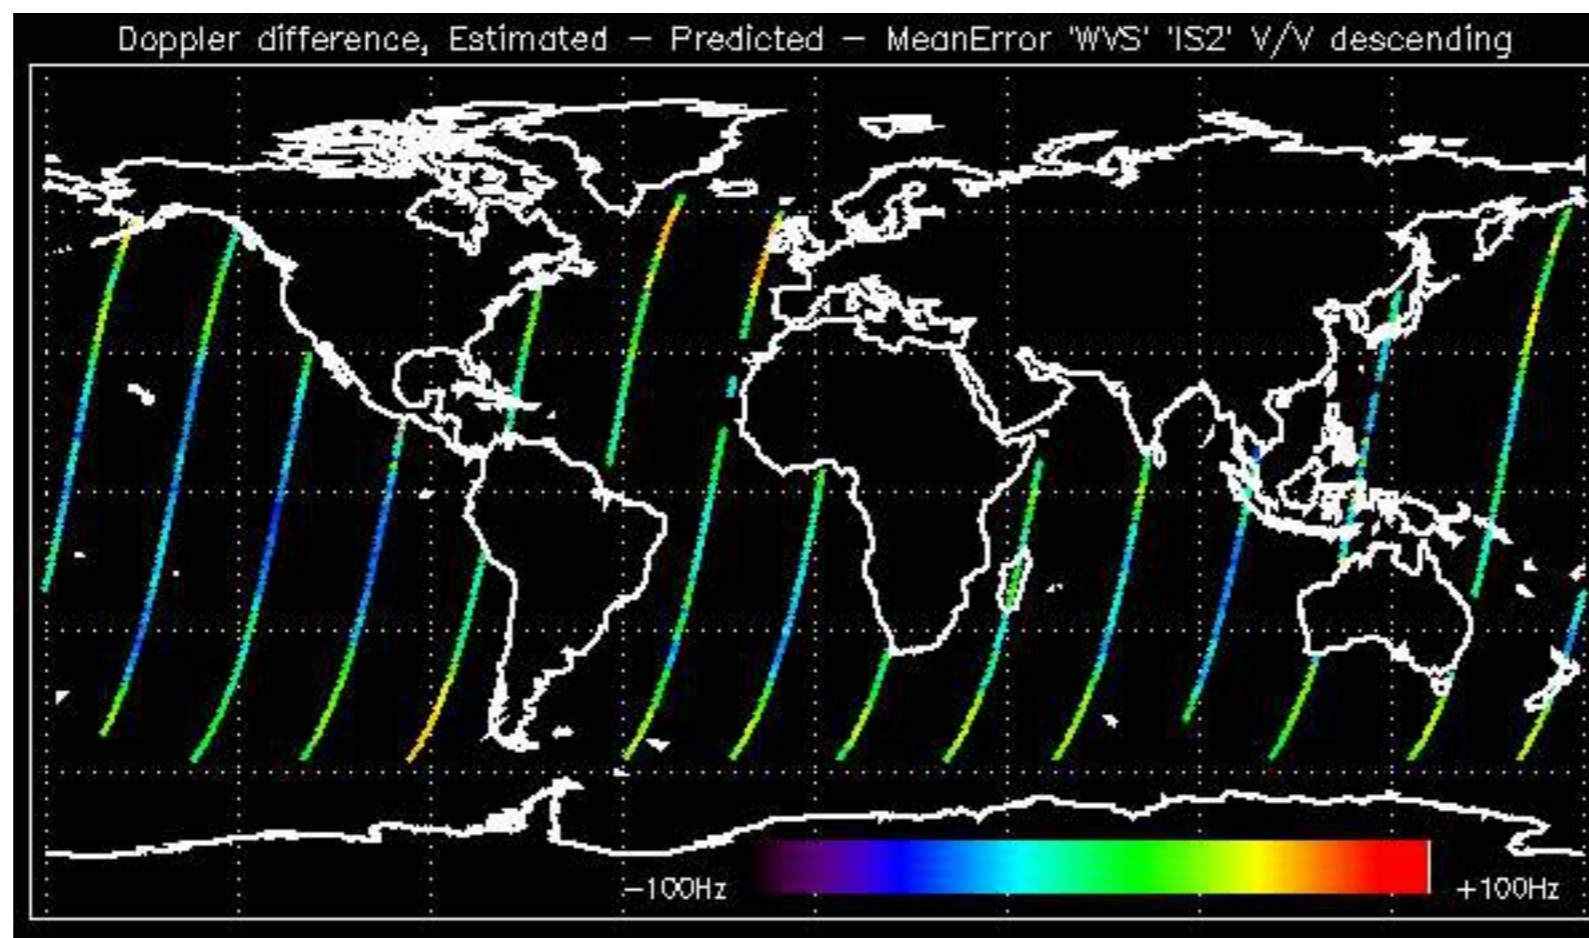 Doppler difference, Estimated - Predicted - MeanError 'WVS' 'IS2' V/V descending
-100Hz +100Hz